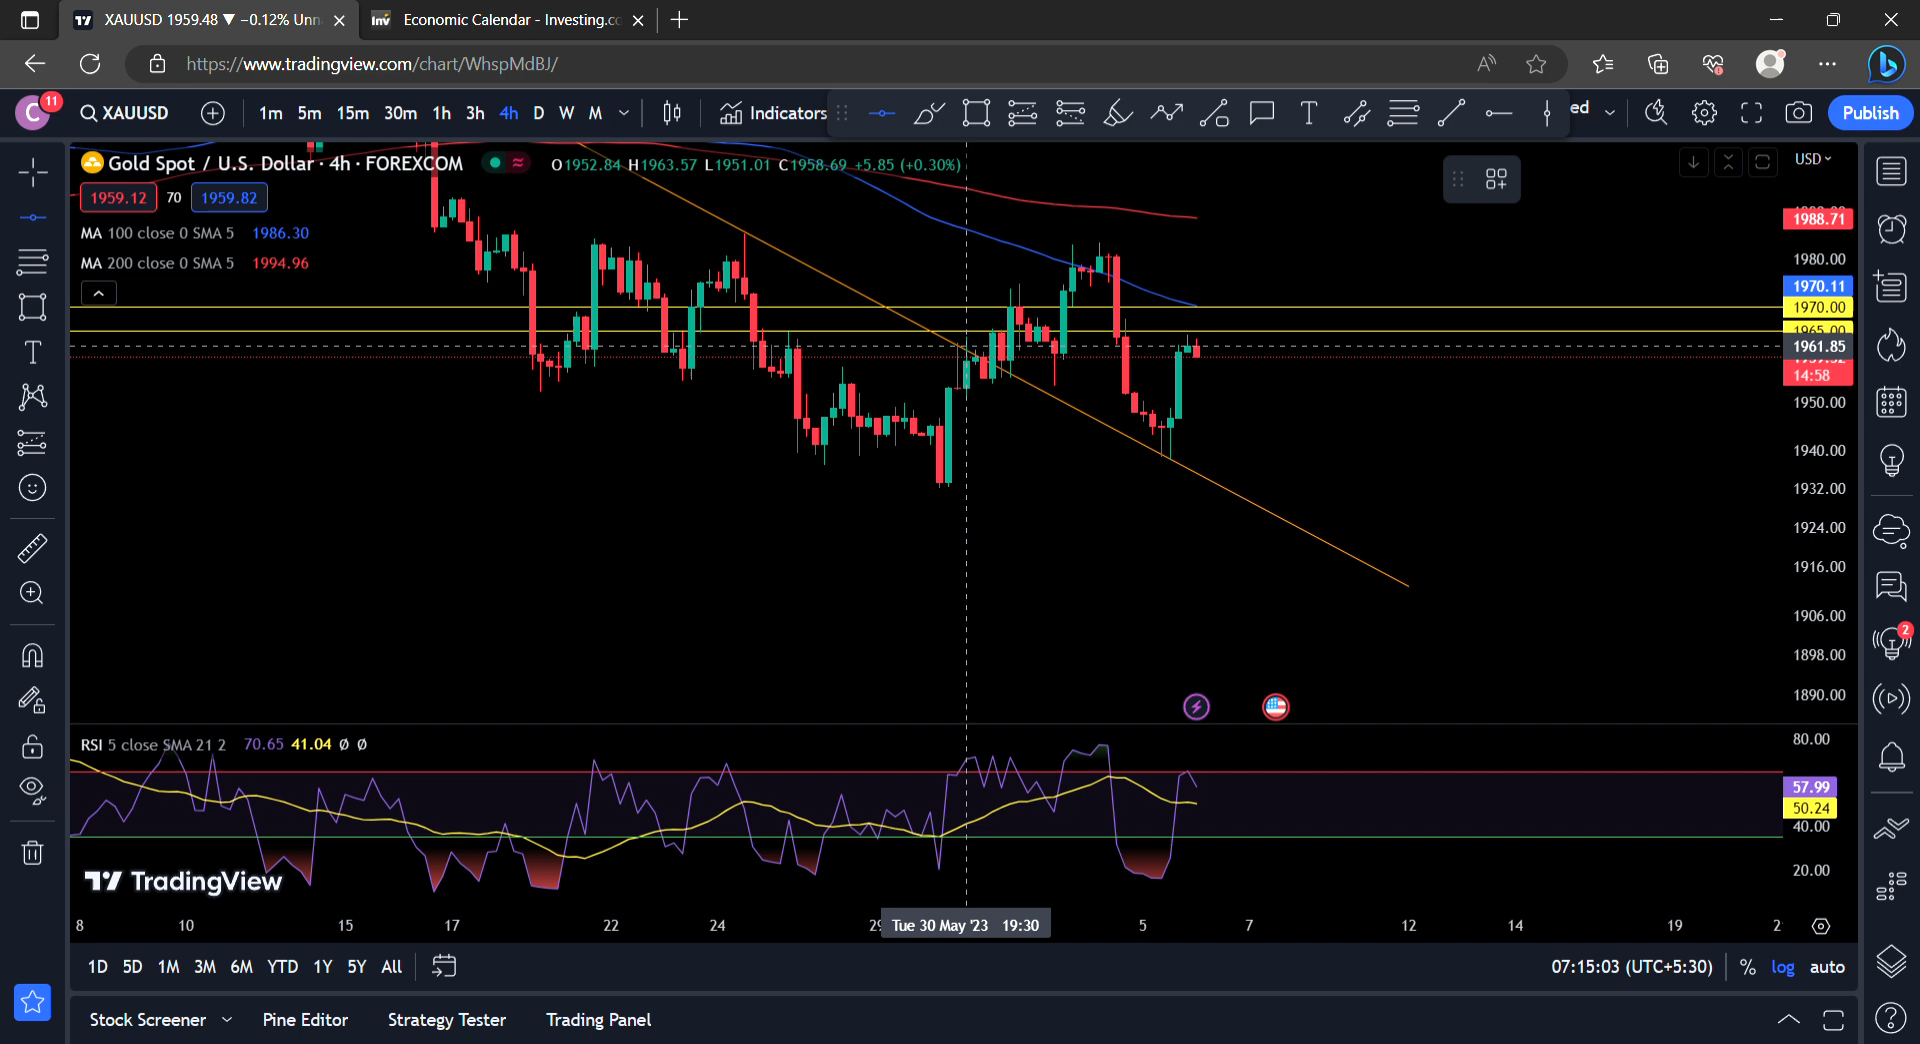 XAUUSD 1959.48 ▼ −0.12% Unn
Economic Calendar - Investing.co
https://www.tradingview.com/chart/WhspMdBJ/
C 11 XAUUSD 1m 5m 15m 30m 1h 3h 4h D W M Indicators T ed Publish
Gold Spot / U.S. Dollar · 4h · FOREXCOM O1952.84 H1963.57 L1951.01 C1958.69 +5.85 (+0.30%)
USD
1959.12 70 1959.82
MA 100 close 0 SMA 5 1986.30
MA 200 close 0 SMA 5 1994.96
1988.71
1980.00
1970.11
1970.00
1965.00
1961.85
14:58
1950.00
1940.00
1932.00
1924.00
1916.00
1906.00
1898.00
1890.00
2
RSI 5 close SMA 21 2 70.65 41.04 Ø Ø
80.00
57.99
50.24
40.00
20.00
TradingView
8 10 15 17 22 24 Tue 30 May '23 19:30 5 7 12 14 19
1D 5D 1M 3M 6M YTD 1Y 5Y All 07:15:03 (UTC+5:30) % log auto
Stock Screener Pine Editor Strategy Tester Trading Panel